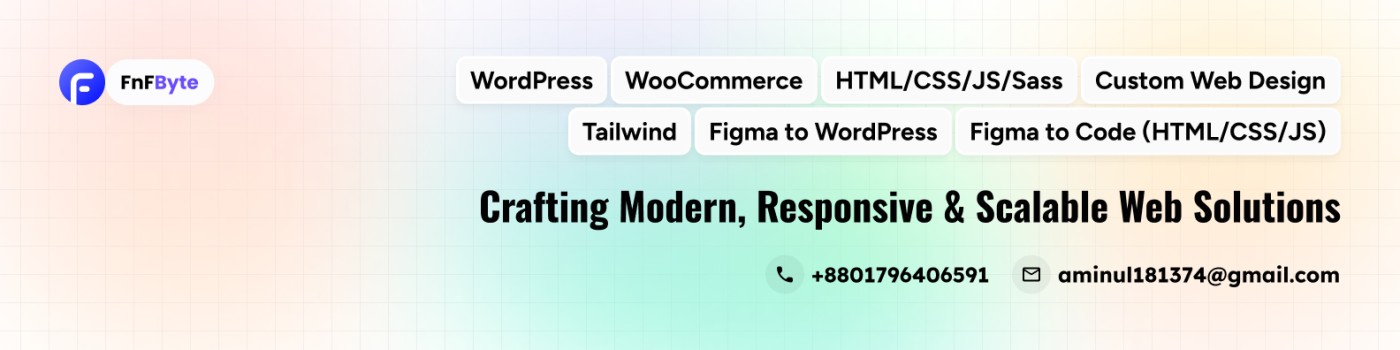 FnFByte
WordPress WooCommerce HTML/CSS/JS/Sass Custom Web Design
Tailwind Figma to WordPress Figma to Code (HTML/CSS/JS)
Crafting Modern, Responsive & Scalable Web Solutions
+8801796406591 aminul181374@gmail.com